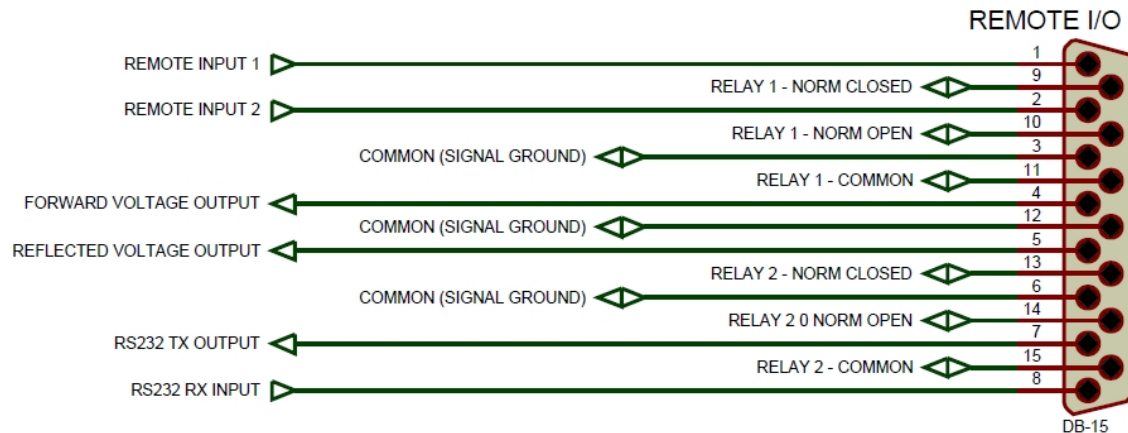 REMOTE I/O
REMOTE INPUT 1 1
RELAY 1 - NORM CLOSED 9
REMOTE INPUT 2 2
RELAY 1 - NORM OPEN 10
COMMON (SIGNAL GROUND) 3
RELAY 1 - COMMON 11
FORWARD VOLTAGE OUTPUT 4
COMMON (SIGNAL GROUND) 12
REFLECTED VOLTAGE OUTPUT 5
RELAY 2 - NORM CLOSED 13
COMMON (SIGNAL GROUND) 6
RELAY 2 0 NORM OPEN 14
RS232 TX OUTPUT 7
RELAY 2 - COMMON 15
RS232 RX INPUT 8
DB-15